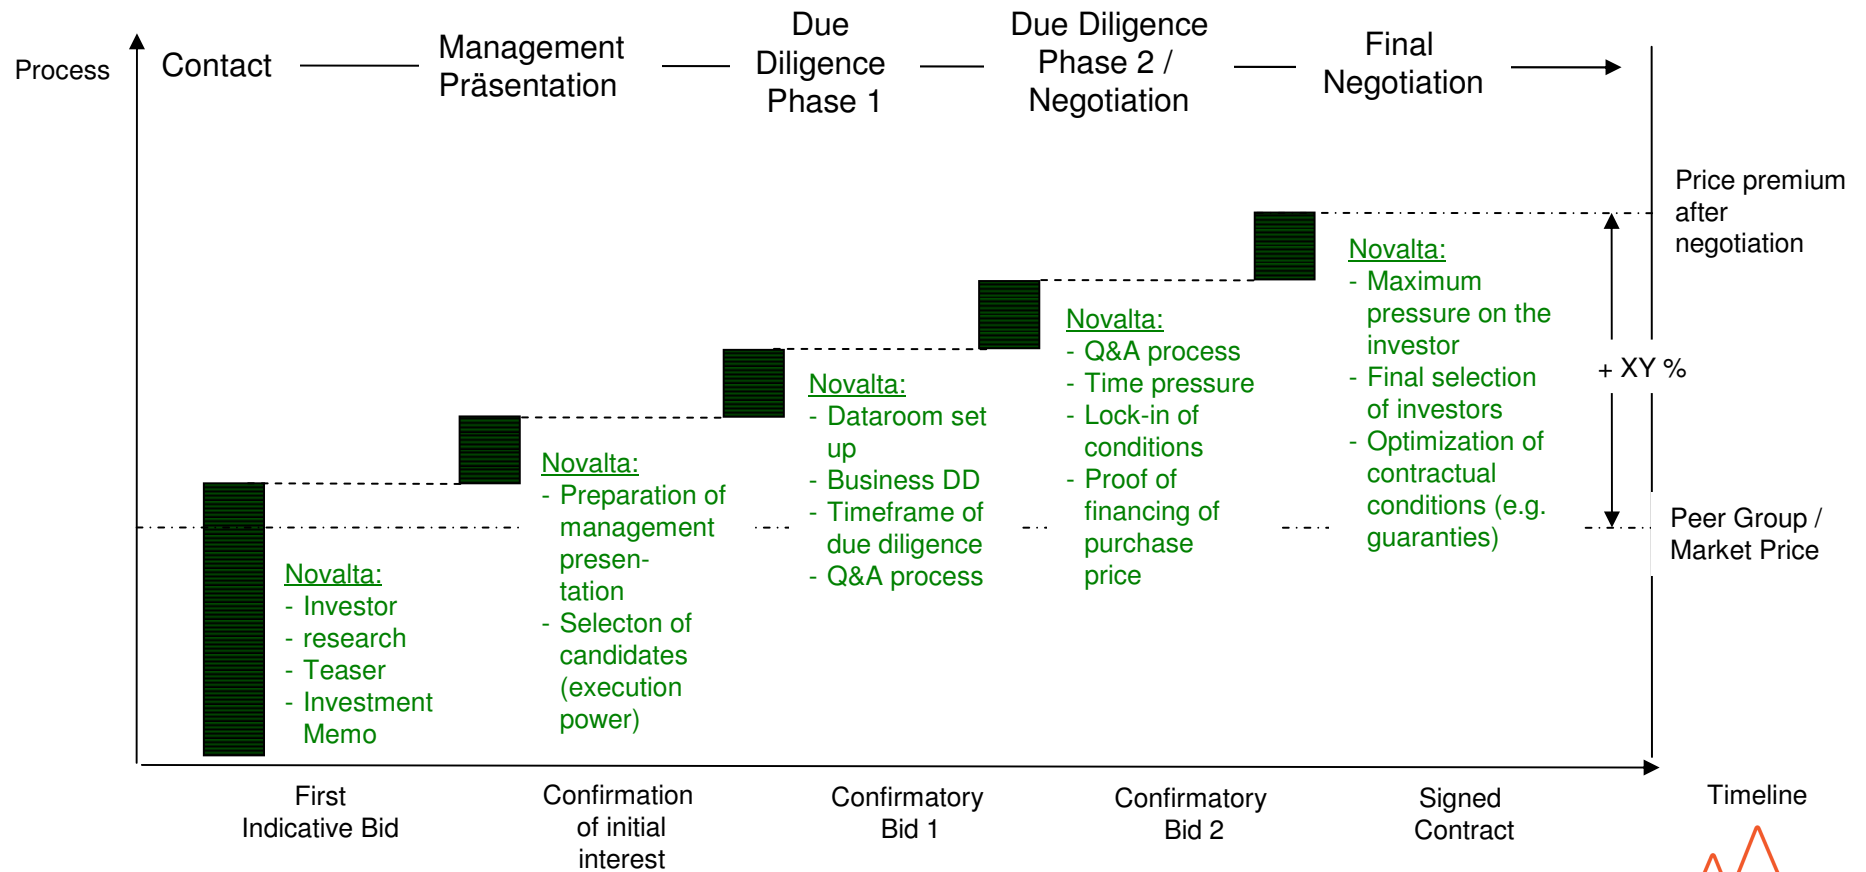 Process
Contact
Management
Präsentation
Due
Diligence
Phase 1
Due Diligence
Phase 2 /
Negotiation
Final
Negotiation
Price premium
after
negotiation
+ XY %
Peer Group /
Market Price
Novalta:
- Investor
- research
- Teaser
- Investment
Memo
Novalta:
- Preparation of
management
presen-
tation
- Selecton of
candidates
(execution
power)
Novalta:
- Dataroom set
up
- Business DD
- Timeframe of
due diligence
- Q&A process
Novalta:
- Q&A process
- Time pressure
- Lock-in of
conditions
- Proof of
financing of
purchase
price
Novalta:
- Maximum
pressure on the
investor
- Final selection
of investors
- Optimization of
contractual
conditions (e.g.
guaranties)
First
Indicative Bid
Confirmation
of initial
interest
Confirmatory
Bid 1
Confirmatory
Bid 2
Signed
Contract
Timeline